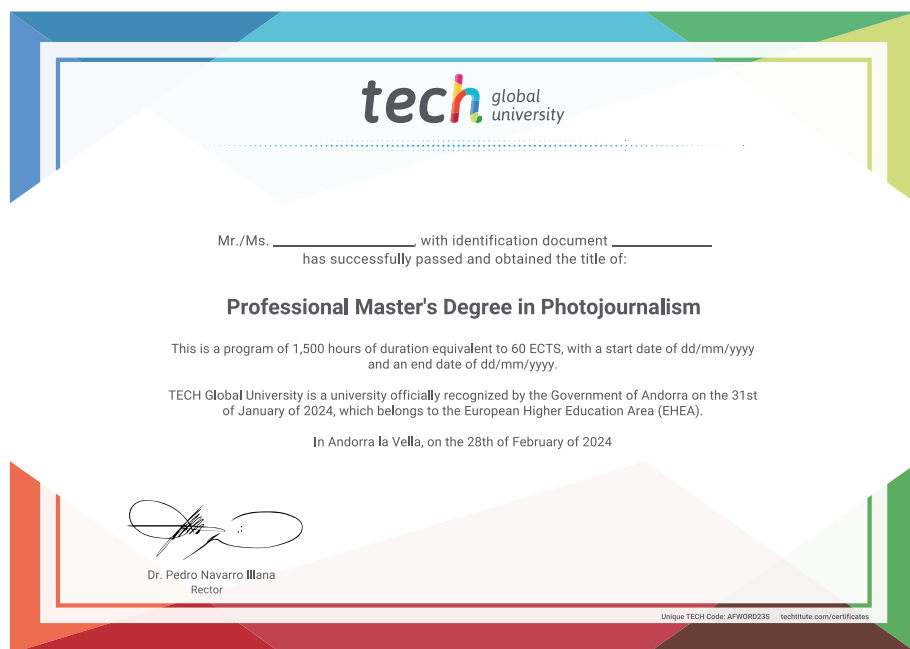 tech global
university
Mr./Ms. ____________________, with identification document ______________
has successfully passed and obtained the title of:
Professional Master's Degree in Photojournalism
This is a program of 1,500 hours of duration equivalent to 60 ECTS, with a start date of dd/mm/yyyy
and an end date of dd/mm/yyyy.
TECH Global University is a university officially recognized by the Government of Andorra on the 31st
of January of 2024, which belongs to the European Higher Education Area (EHEA).
In Andorra la Vella, on the 28th of February of 2024
Dr. Pedro Navarro Illana
Rector
Unique TECH Code: AFWORD23S techtitute.com/certificates